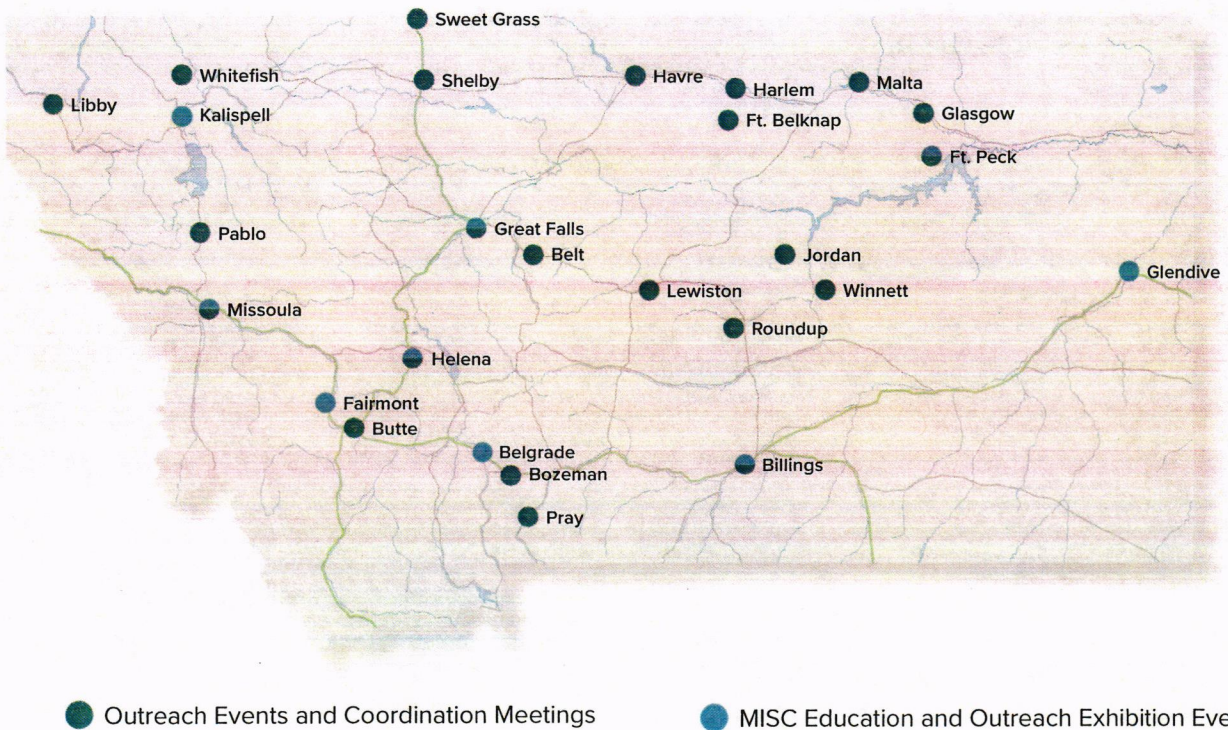 Sweet Grass
Whitefish
Shelby
Havre
Harlem
Malta
Libby
Kalispell
Ft. Belknap
Glasgow
Ft. Peck
Pablo
Great Falls
Belt
Jordan
Glendive
Lewiston
Winnett
Missoula
Roundup
Helena
Fairmont
Butte
Belgrade
Bozeman
Billings
Pray
Outreach Events and Coordination Meetings
MISC Education and Outreach Exhibition Eve